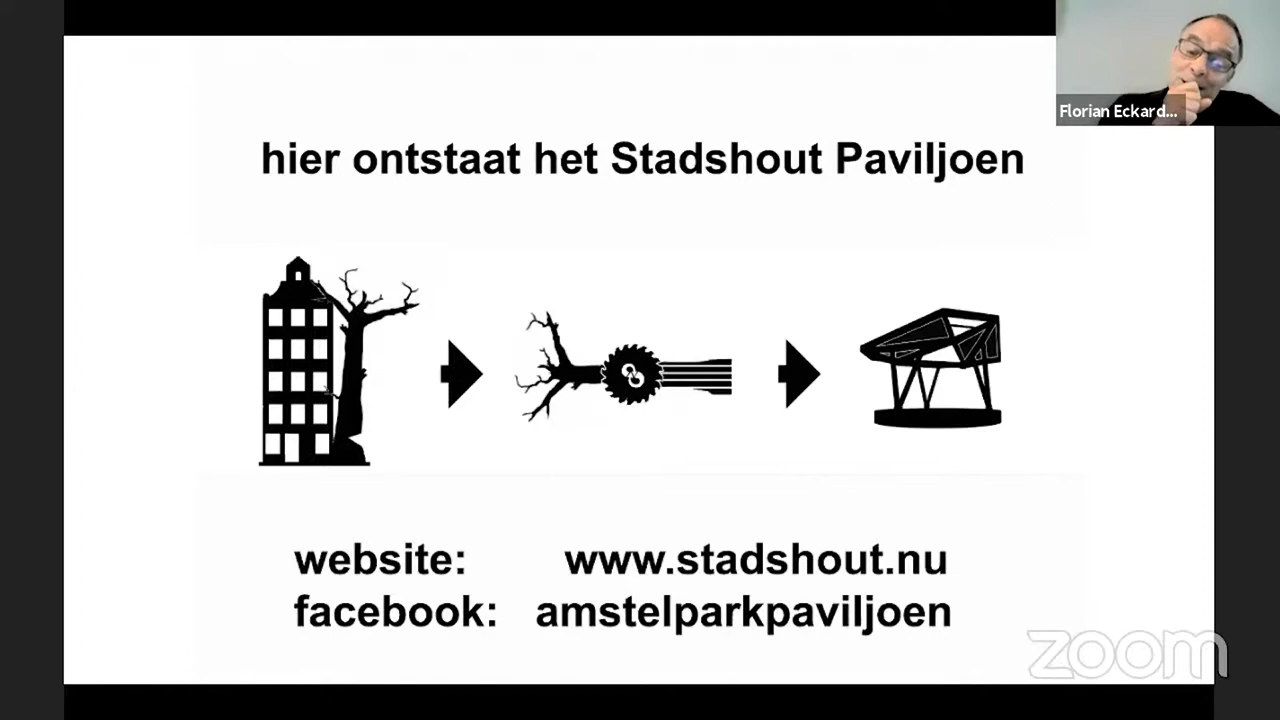 Florian Eckard...
hier ontstaat het Stadshout Paviljoen
website: www.stadshout.nu
facebook: amstelparkpaviljoen
zoom